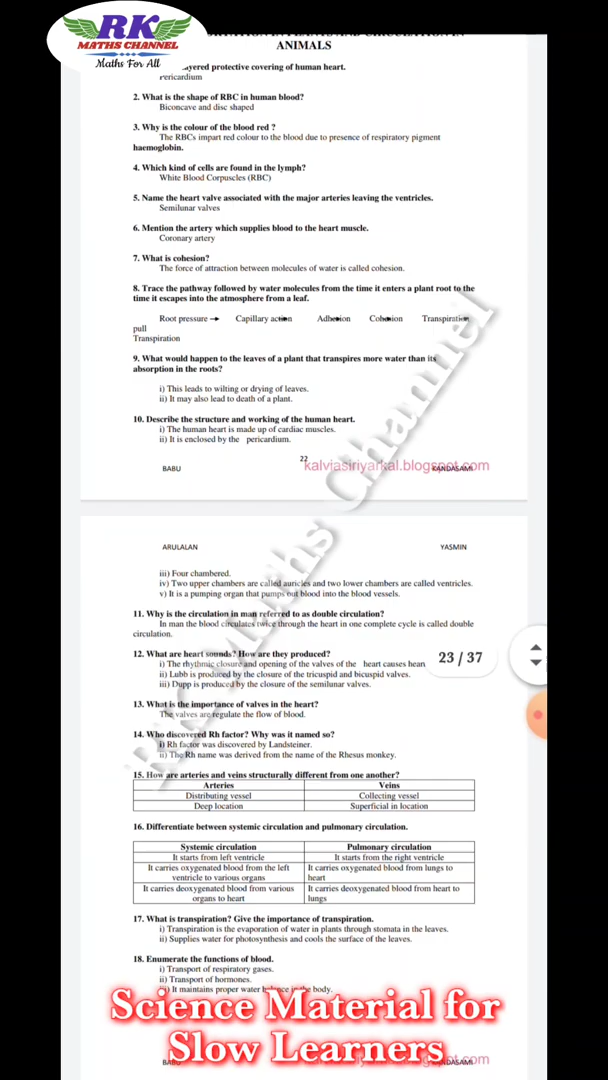 RK
MATHS CHANNEL
Maths For All
ANIMALS
ayered protective covering of human heart.
Pericardium
2. What is the shape of RBC in human blood?
Biconcave and disc shaped
3. Why is the colour of the blood red ?
The RBCs impart red colour to the blood due to presence of respiratory pigment
haemoglobin.
4. Which kind of cells are found in the lymph?
White Blood Corpuscles (RBC)
5. Name the heart valve associated with the major arteries leaving the ventricles.
Semilunar valves
6. Mention the artery which supplies blood to the heart muscle.
Coronary artery
7. What is cohesion?
The force of attraction between molecules of water is called cohesion.
8. Trace the pathway followed by water molecules from the time it enters a plant root to the
time it escapes into the atmosphere from a leaf.
Root pressure → Capillary action Adhesion Cohesion Transpiration
pull
Transpiration
9. What would happen to the leaves of a plant that transpires more water than its
absorption in the roots?
i) This leads to wilting or drying of leaves.
ii) It may also lead to death of a plant.
10. Describe the structure and working of the human heart.
i) The human heart is made up of cardiac muscles.
ii) It is enclosed by the pericardium.
22
BABU kalviasiriyarkal.blogspot.com KANDASAMI
ARULALAN YASMIN
iii) Four chambered.
iv) Two upper chambers are called auricles and two lower chambers are called ventricles.
v) It is a pumping organ that pumps out blood into the blood vessels.
11. Why is the circulation in man referred to as double circulation?
In man the blood circulates twice through the heart in one complete cycle is called double
circulation.
12. What are heart sounds? How are they produced?
i) The rhythmic closure and opening of the valves of the heart causes hear
23 / 37
ii) Lubb is produced by the closure of the tricuspid and bicuspid valves.
iii) Dupp is produced by the closure of the semilunar valves.
13. What is the importance of valves in the heart?
The valves are regulate the flow of blood.
14. Who discovered Rh factor? Why was it named so?
i) Rh factor was discovered by Landsteiner.
ii) The Rh name was derived from the name of the Rhesus monkey.
15. How are arteries and veins structurally different from one another?
Arteries Veins
Distributing vessel Collecting vessel
Deep location Superficial in location
16. Differentiate between systemic circulation and pulmonary circulation.
Systemic circulation Pulmonary circulation
It starts from left ventricle It starts from the right ventricle
It carries oxygenated blood from the left It carries oxygenated blood from lungs to
ventricle to various organs heart
It carries deoxygenated blood from various It carries deoxygenated blood from heart to
organs to heart lungs
17. What is transpiration? Give the importance of transpiration.
i) Transpiration is the evaporation of water in plants through stomata in the leaves.
ii) Supplies water for photosynthesis and cools the surface of the leaves.
18. Enumerate the functions of blood.
i) Transport of respiratory gases.
ii) Transport of hormones.
iii) It maintains proper water balance in the body.
Science Material for
Slow Learners
RK Maths Channel